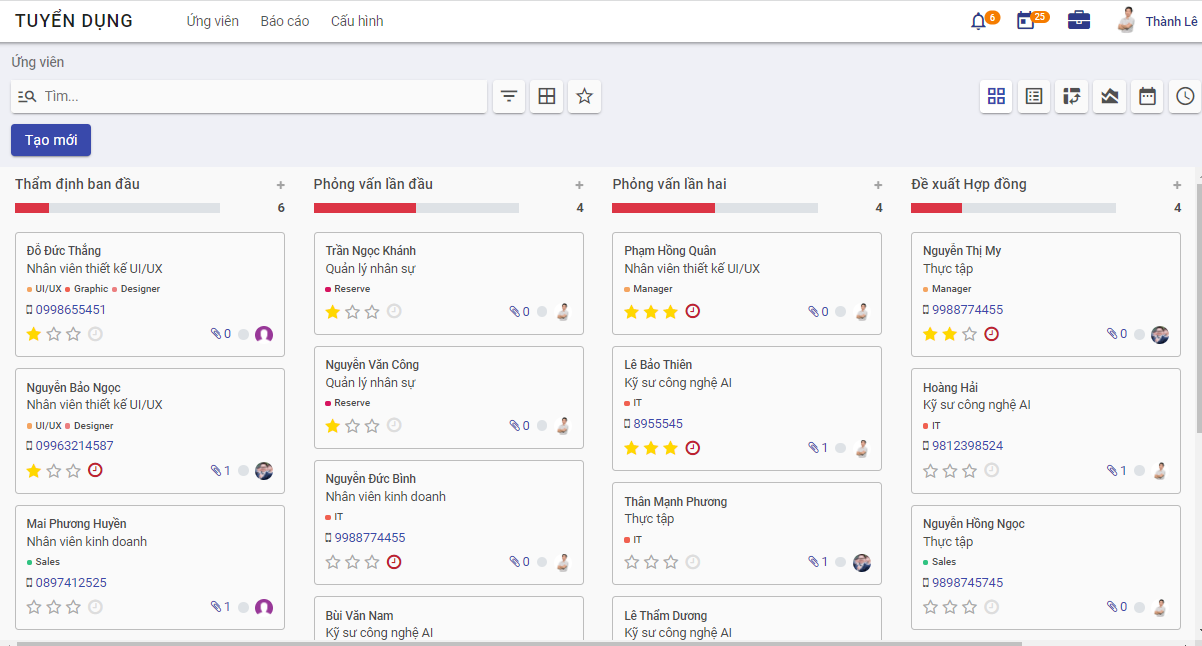 TUYỂN DỤNG Ứng viên Báo cáo Cấu hình 6 25 Thành Lê
Ứng viên
Tìm...
Tạo mới
Thẩm định ban đầu +
6
Đỗ Đức Thắng
Nhân viên thiết kế UI/UX
UI/UX Graphic Designer
0998655451
0
Nguyễn Bảo Ngọc
Nhân viên thiết kế UI/UX
UI/UX Designer
09963214587
1
Mai Phương Huyền
Nhân viên kinh doanh
Sales
0897412525
1
Phỏng vấn lần đầu +
4
Trần Ngọc Khánh
Quản lý nhân sự
Reserve
0
Nguyễn Văn Công
Quản lý nhân sự
Reserve
0
Nguyễn Đức Bình
Nhân viên kinh doanh
IT
9988774455
0
Bùi Văn Nam
Kỹ sư công nghệ AI
Phỏng vấn lần hai +
4
Phạm Hồng Quân
Nhân viên thiết kế UI/UX
Manager
0
Lê Bảo Thiên
Kỹ sư công nghệ AI
IT
8955545
1
Thân Mạnh Phương
Thực tập
IT
1
Lê Thẩm Dương
Kỹ sư công nghệ AI
Đề xuất Hợp đồng +
4
Nguyễn Thị My
Thực tập
Manager
9988774455
0
Hoàng Hải
Kỹ sư công nghệ AI
IT
9812398524
1
Nguyễn Hồng Ngọc
Thực tập
Sales
9898745745
0